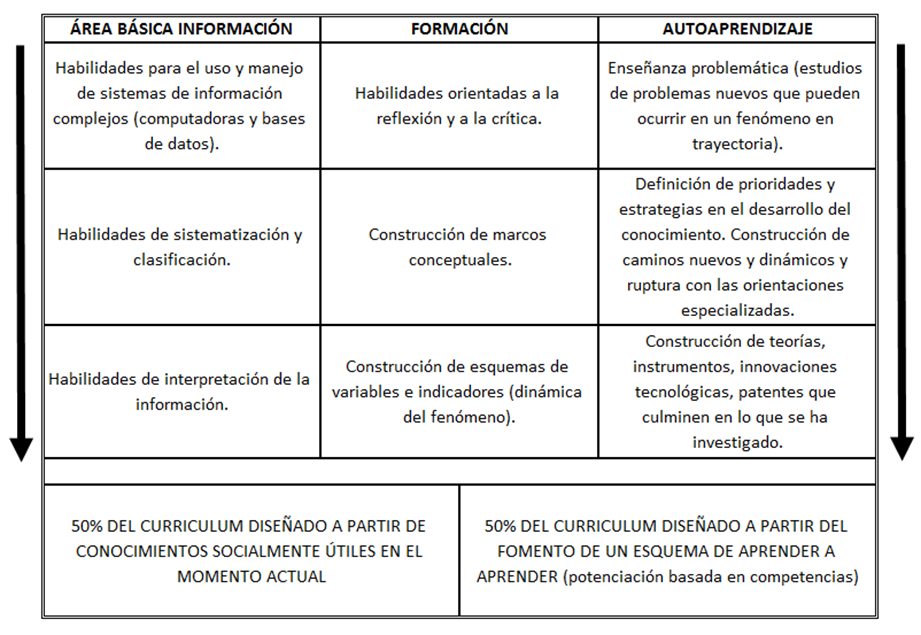 ÁREA BÁSICA INFORMACIÓN
FORMACIÓN
AUTOAPRENDIZAJE
Habilidades para el uso y manejo
de sistemas de información
complejos (computadoras y bases
de datos).
Habilidades orientadas a la
reflexión y a la crítica.
Enseñanza problemática (estudios
de problemas nuevos que pueden
ocurrir en un fenómeno en
trayectoria).
Habilidades de sistematización y
clasificación.
Construcción de marcos
conceptuales.
Definición de prioridades y
estrategias en el desarrollo del
conocimiento. Construcción de
caminos nuevos y dinámicos y
ruptura con las orientaciones
especializadas.
Habilidades de interpretación de la
información.
Construcción de esquemas de
variables e indicadores (dinámica
del fenómeno).
Construcción de teorías,
instrumentos, innovaciones
tecnológicas, patentes que
culminen en lo que se ha
investigado.
50% DEL CURRICULUM DISEÑADO A PARTIR DE
CONOCIMIENTOS SOCIALMENTE ÚTILES EN EL
MOMENTO ACTUAL
50% DEL CURRICULUM DISEÑADO A PARTIR DEL
FOMENTO DE UN ESQUEMA DE APRENDER A
APRENDER (potenciación basada en competencias)